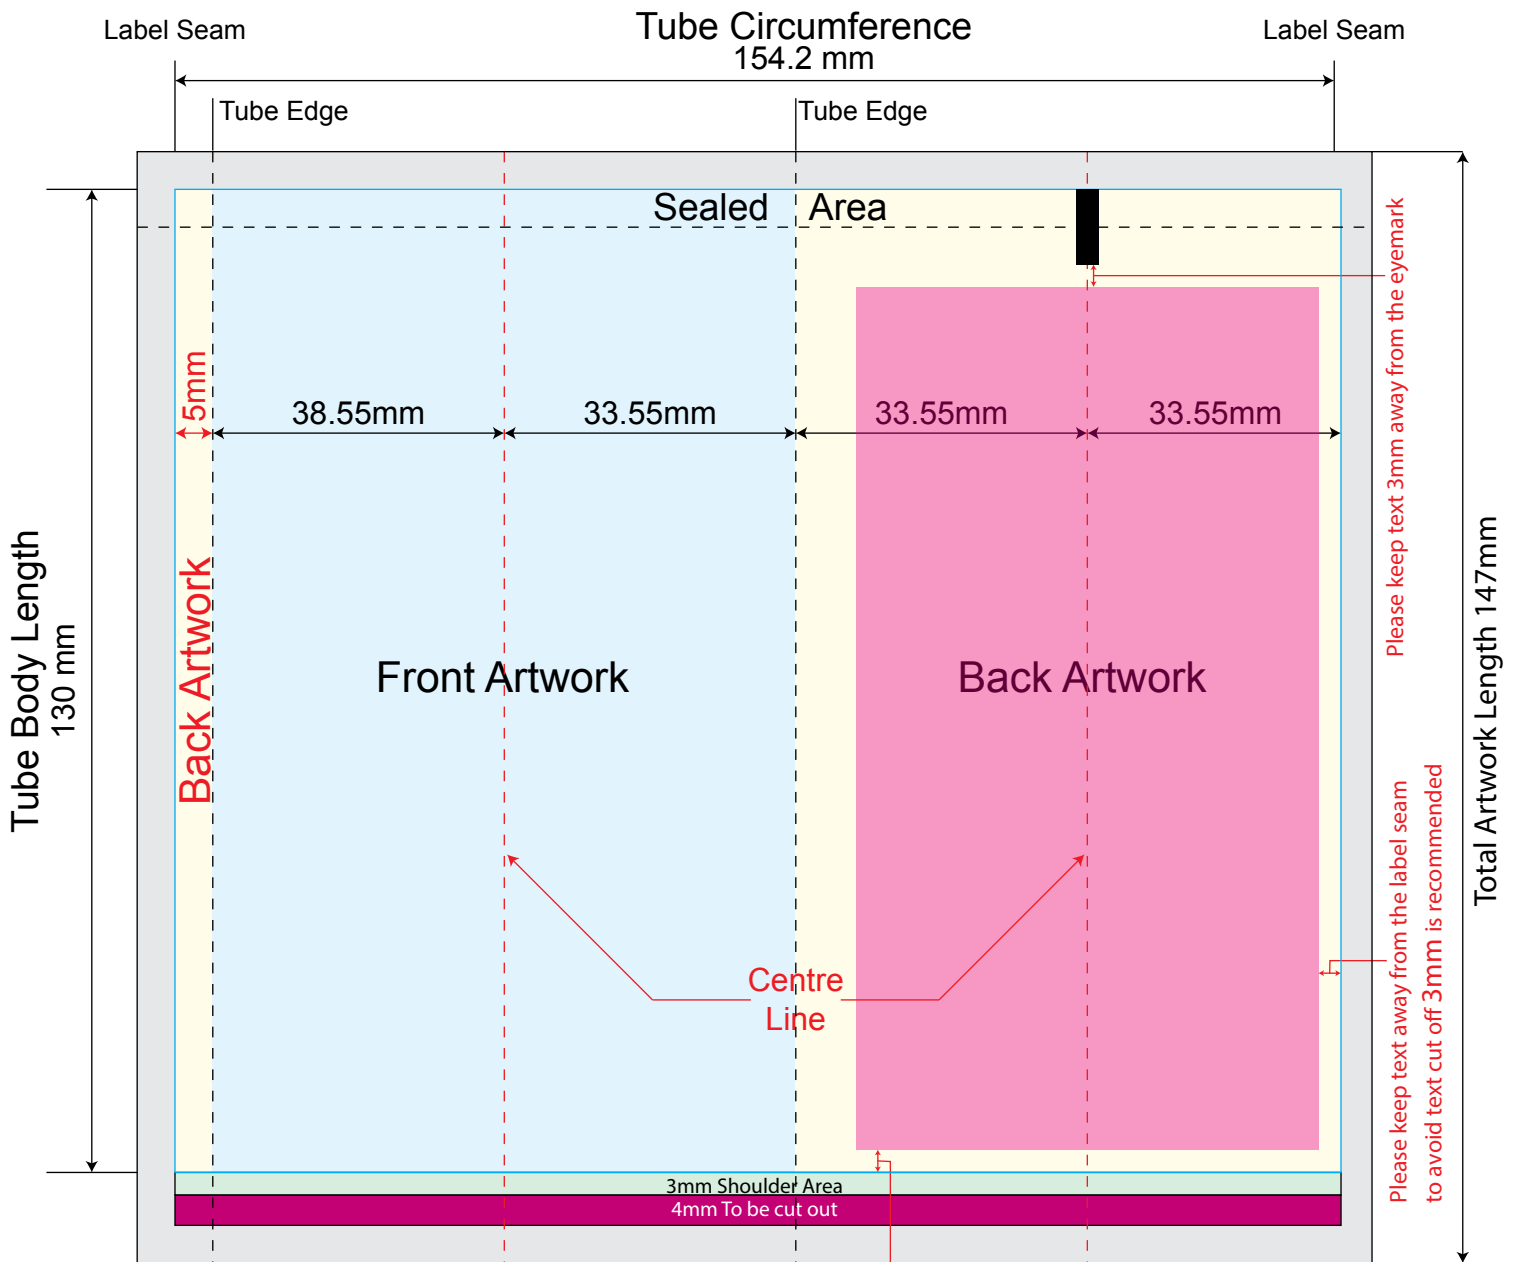 Label Seam
Tube Circumference
Label Seam
154.2 mm
Tube Edge
Tube Edge
Sealed Area
5mm
38.55mm
33.55mm
33.55mm
33.55mm
Please keep text 3mm away from the eyemark
Tube Body Length
130 mm
Back Artwork
Front Artwork
Back Artwork
Total Artwork Length 147mm
Centre
Line
Please keep text away from the label seam
to avoid text cut off 3mm is recommended
3mm Shoulder Area
4mm To be cut out